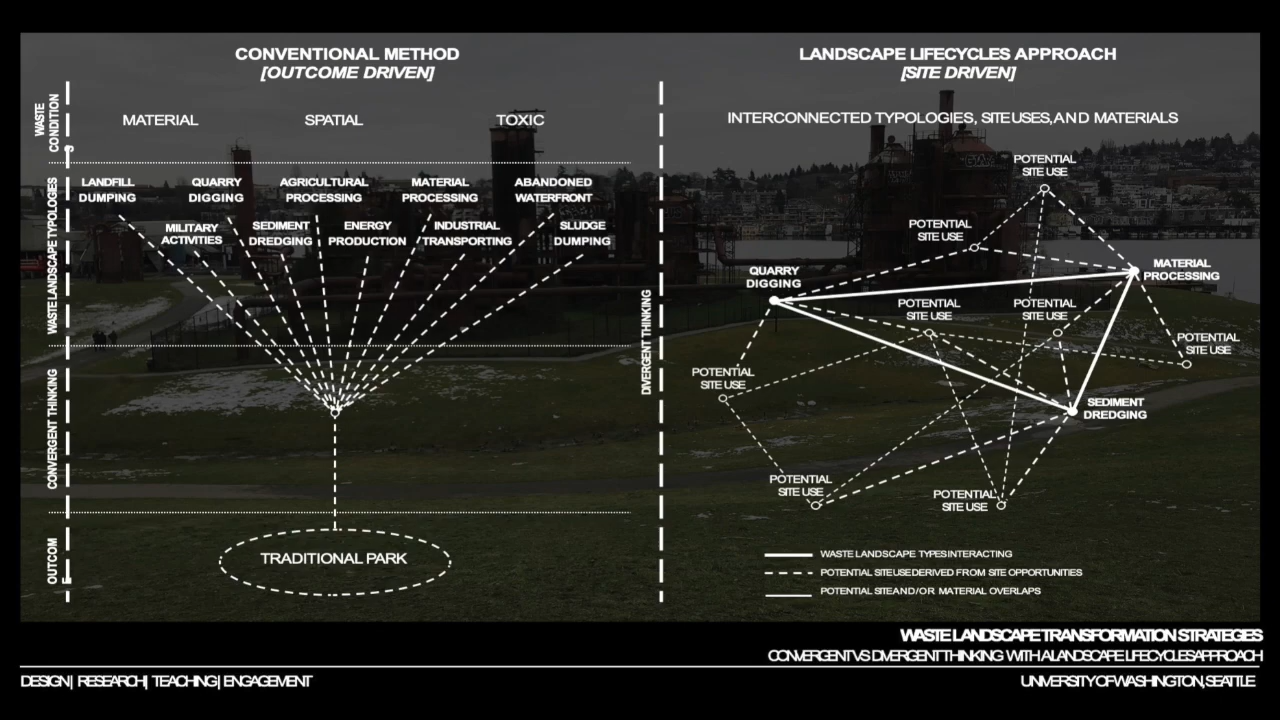 CONVENTIONAL METHOD
[OUTCOME DRIVEN]
WASTE
CONDITION
S
MATERIAL
SPATIAL
TOXIC
WASTE LANDSCAPE TYPOLOGIES
LANDFILL
DUMPING
QUARRY
DIGGING
AGRICULTURAL
PROCESSING
MATERIAL
PROCESSING
ABANDONED
WATERFRONT
MILITARY
ACTIVITIES
SEDIMENT
DREDGING
ENERGY
PRODUCTION
INDUSTRIAL
TRANSPORTING
SLUDGE
DUMPING
CONVERGENT THINKING
OUTCOM
E
TRADITIONAL PARK
LANDSCAPE LIFECYCLES APPROACH
[SITE DRIVEN]
DIVERGENT THINKING
INTERCONNECTED TYPOLOGIES, SITE USES, AND MATERIALS
POTENTIAL
SITE USE
POTENTIAL
SITE USE
QUARRY
DIGGING
MATERIAL
PROCESSING
POTENTIAL
SITE USE
POTENTIAL
SITE USE
POTENTIAL
SITE USE
POTENTIAL
SITE USE
SEDIMENT
DREDGING
POTENTIAL
SITE USE
POTENTIAL
SITE USE
WASTE LANDSCAPE TYPES INTERACTING
POTENTIAL SITE USE DERIVED FROM SITE OPPORTUNITIES
POTENTIAL SITE AND/OR MATERIAL OVERLAPS
WASTE LANDSCAPE TRANSFORMATION STRATEGIES
CONVERGENT VS DIVERGENT THINKING WITH A LANDSCAPE LIFECYCLES APPROACH
DESIGN | RESEARCH | TEACHING | ENGAGEMENT
UNIVERSITY OF WASHINGTON, SEATTLE